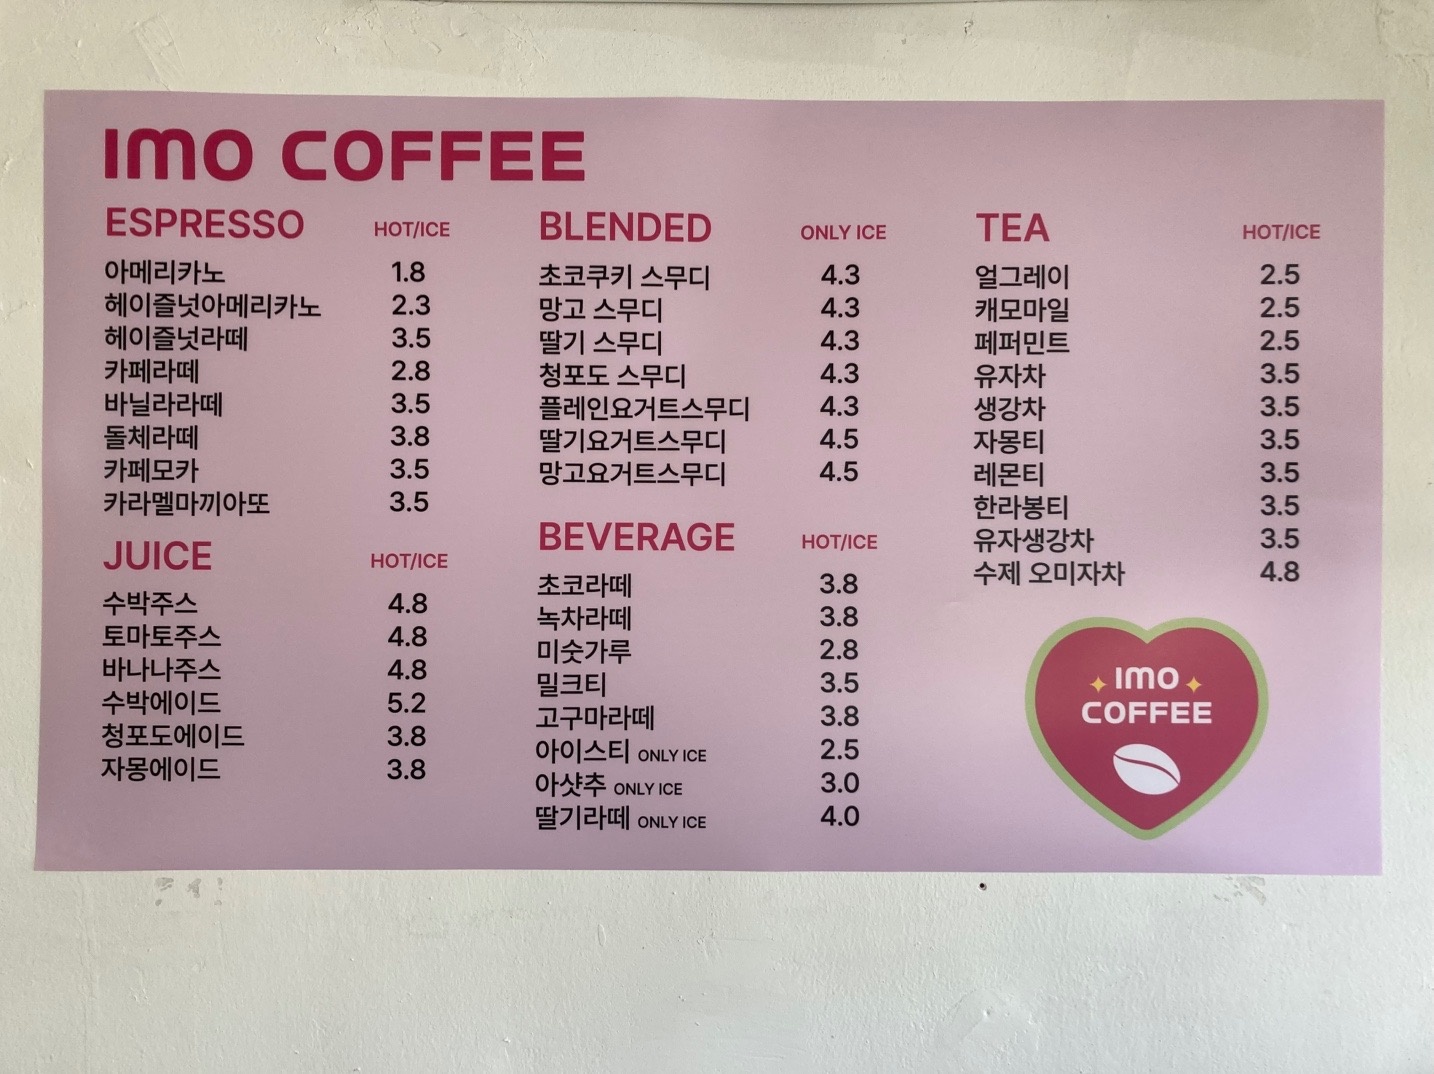 IMO COFFEE
ESPRESSO HOT/ICE
아메리카노 1.8
헤이즐넛아메리카노 2.3
헤이즐넛라떼 3.5
카페라떼 2.8
바닐라라떼 3.5
돌체라떼 3.8
카페모카 3.5
카라멜마끼아또 3.5
JUICE HOT/ICE
수박주스 4.8
토마토주스 4.8
바나나주스 4.8
수박에이드 5.2
청포도에이드 3.8
자몽에이드 3.8
BLENDED ONLY ICE
초코쿠키 스무디 4.3
망고 스무디 4.3
딸기 스무디 4.3
청포도 스무디 4.3
플레인요거트스무디 4.3
딸기요거트스무디 4.5
망고요거트스무디 4.5
BEVERAGE HOT/ICE
초코라떼 3.8
녹차라떼 3.8
미숫가루 2.8
밀크티 3.5
고구마라떼 3.8
아이스티 ONLY ICE 2.5
아샷추 ONLY ICE 3.0
딸기라떼 ONLY ICE 4.0
TEA HOT/ICE
얼그레이 2.5
캐모마일 2.5
페퍼민트 2.5
유자차 3.5
생강차 3.5
자몽티 3.5
레몬티 3.5
한라봉티 3.5
유자생강차 3.5
수제 오미자차 4.8
IMO
COFFEE